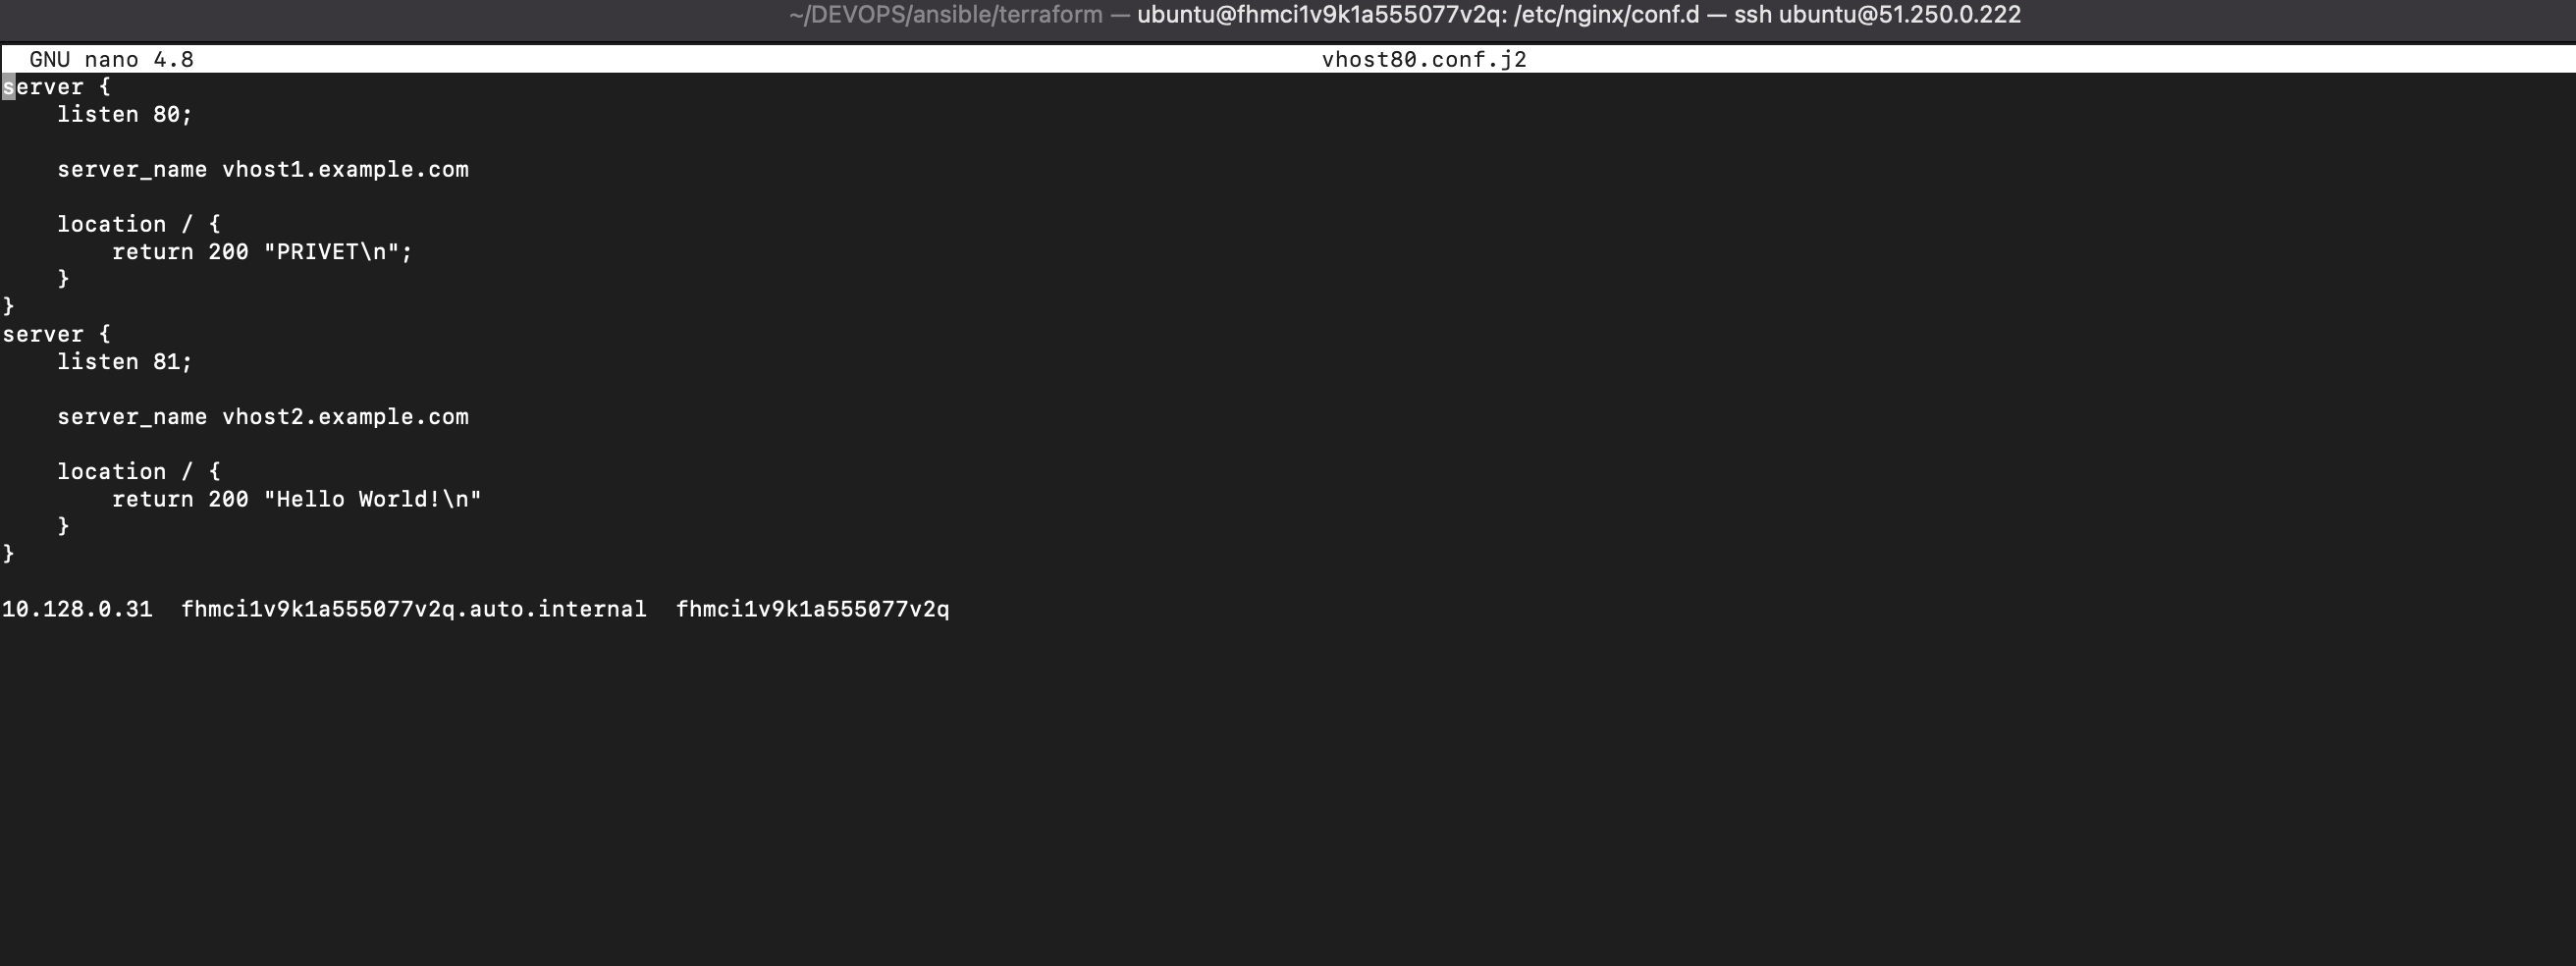 ~/DEVOPS/ansible/terraform — ubuntu@fhmci1v9k1a555077v2q: /etc/nginx/conf.d — ssh ubuntu@51.250.0.222
GNU nano 4.8 vhost80.conf.j2
server {
    listen 80;
    server_name vhost1.example.com
    location / {
        return 200 "PRIVET\n";
    }
}
server {
    listen 81;
    server_name vhost2.example.com
    location / {
        return 200 "Hello World!\n"
    }
}
10.128.0.31  fhmci1v9k1a555077v2q.auto.internal  fhmci1v9k1a555077v2q